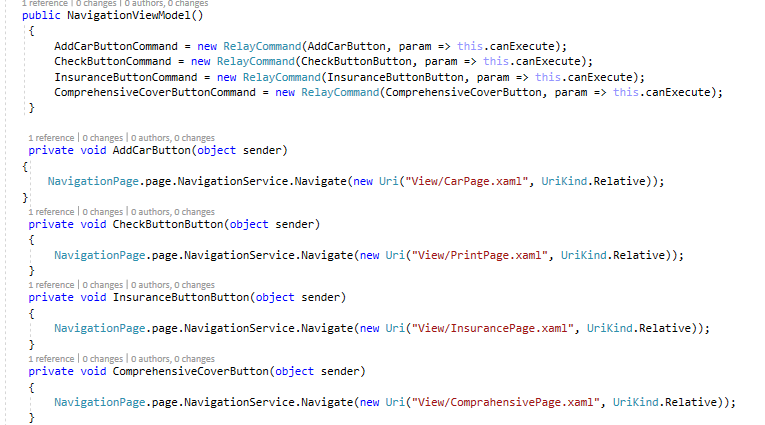 1 reference | 0 changes | 0 authors, 0 changes
public NavigationViewModel()
{
AddCarButtonCommand = new RelayCommand(AddCarButton, param => this.canExecute);
CheckButtonCommand = new RelayCommand(CheckButtonButton, param => this.canExecute);
InsuranceButtonCommand = new RelayCommand(InsuranceButtonButton, param => this.canExecute);
ComprehensiveCoverButtonCommand = new RelayCommand(ComprehensiveCoverButton, param => this.canExecute);
}
1 reference | 0 changes | 0 authors, 0 changes
private void AddCarButton(object sender)
{
NavigationPage.page.NavigationService.Navigate(new Uri("View/CarPage.xaml", UriKind.Relative));
}
1 reference | 0 changes | 0 authors, 0 changes
private void CheckButtonButton(object sender)
{
NavigationPage.page.NavigationService.Navigate(new Uri("View/PrintPage.xaml", UriKind.Relative));
}
1 reference | 0 changes | 0 authors, 0 changes
private void InsuranceButtonButton(object sender)
{
NavigationPage.page.NavigationService.Navigate(new Uri("View/InsurancePage.xaml", UriKind.Relative));
}
1 reference | 0 changes | 0 authors, 0 changes
private void ComprehensiveCoverButton(object sender)
{
NavigationPage.page.NavigationService.Navigate(new Uri("View/ComprahensivePage.xaml", UriKind.Relative));
}